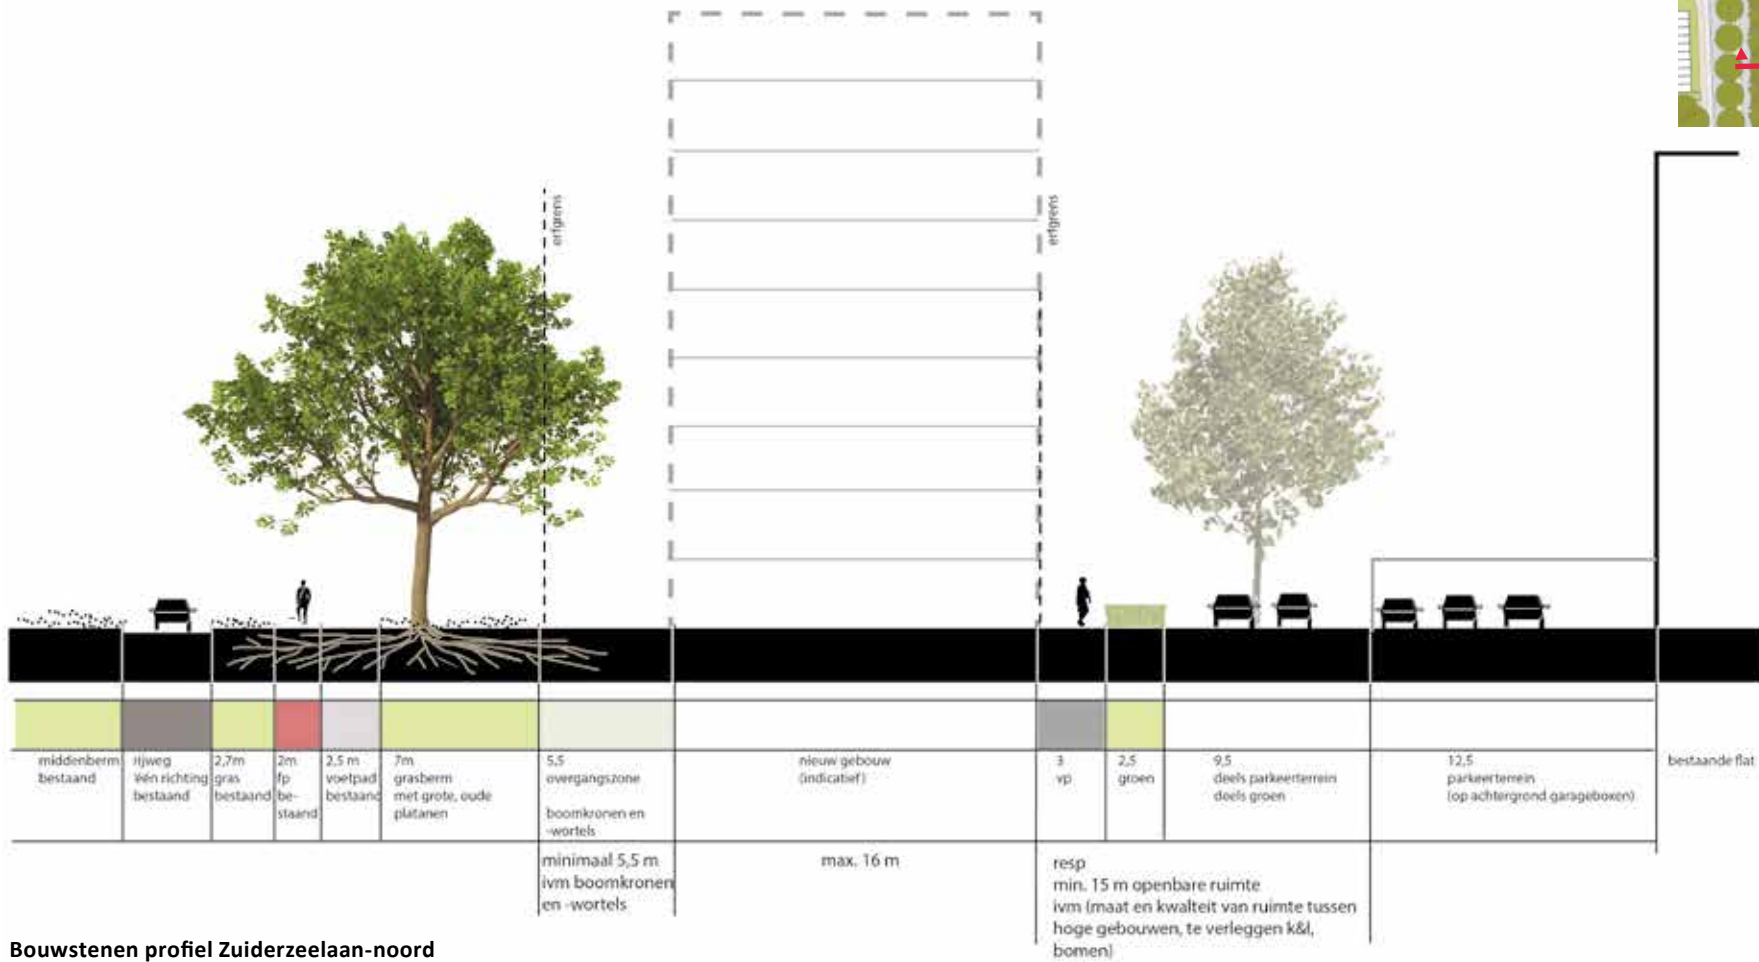 erfgrens
erfgrens
middenberm
bestaand
rijweg
één richting
bestaand
2,7m
gras
bestaand
2m
fp
be-
staand
2,5 m
voetpad
bestaand
7m
grasberm
met grote, oude
platanen
5,5
overgangszone
boomkronen en
-wortels
nieuw gebouw
(indicatief)
3
vp
2,5
groen
9,5
deels parkeerterrein
deels groen
12,5
parkeerterrein
(op achtergrond garageboxen)
bestaande flat
minimaal 5,5 m
ivm boomkronen
en -wortels
max. 16 m
resp
min. 15 m openbare ruimte
ivm (maat en kwalteit van ruimte tussen
hoge gebouwen, te verleggen k&l,
bomen)
Bouwstenen profiel Zuiderzeelaan-noord